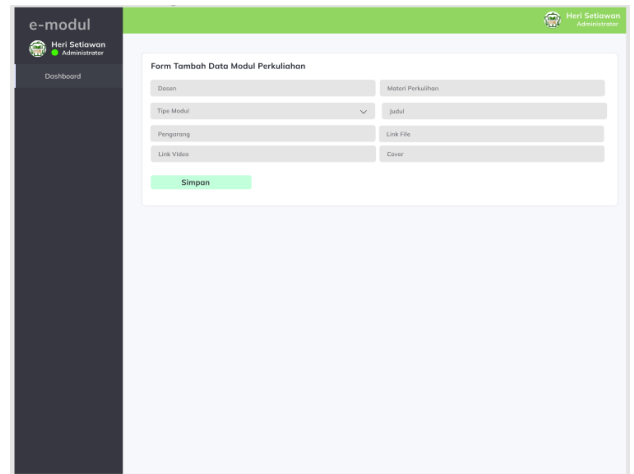 e-modul
Heri Setiawan
Administrator
Heri Setiawan
Administrator
Dashboard
Form Tambah Data Modul Perkuliahan
Dosen
Materi Perkulihan
Tipe Modul
Judul
Pengarang
Link File
Link Video
Cover
Simpan